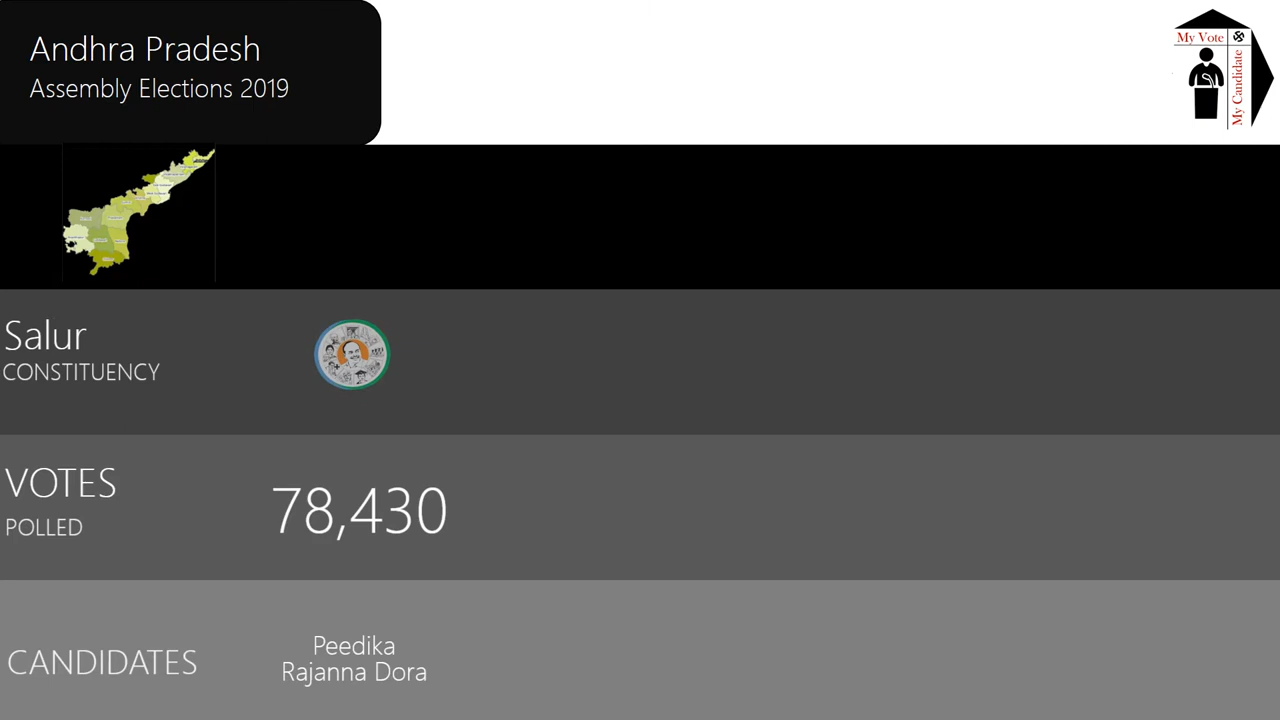 Andhra Pradesh
Assembly Elections 2019
My Vote
My Candidate
Salur
CONSTITUENCY
VOTES
POLLED
78,430
CANDIDATES
Peedika
Rajanna Dora